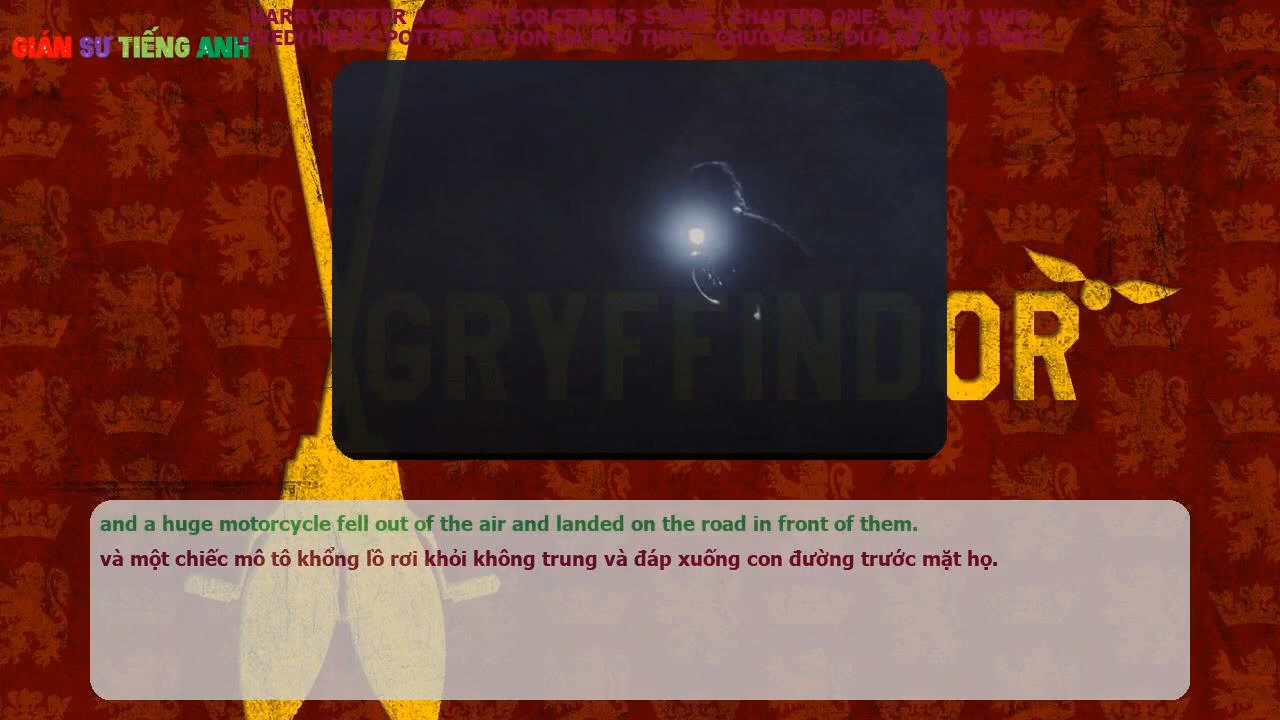 HARRY POTTER AND THE SORCERER'S STONE - CHAPTER ONE: THE BOY WHO
LIVED(HARRY POTTER VÀ HÒN ĐÁ PHÙ THỦY - CHƯƠNG 1 - ĐỨA BÉ VẪN SỐNG)
GIÁN SƯ TIẾNG ANH
GRYFFINDOR
and a huge motorcycle fell out of the air and landed on the road in front of them.
và một chiếc mô tô khổng lồ rơi khỏi không trung và đáp xuống con đường trước mặt họ.